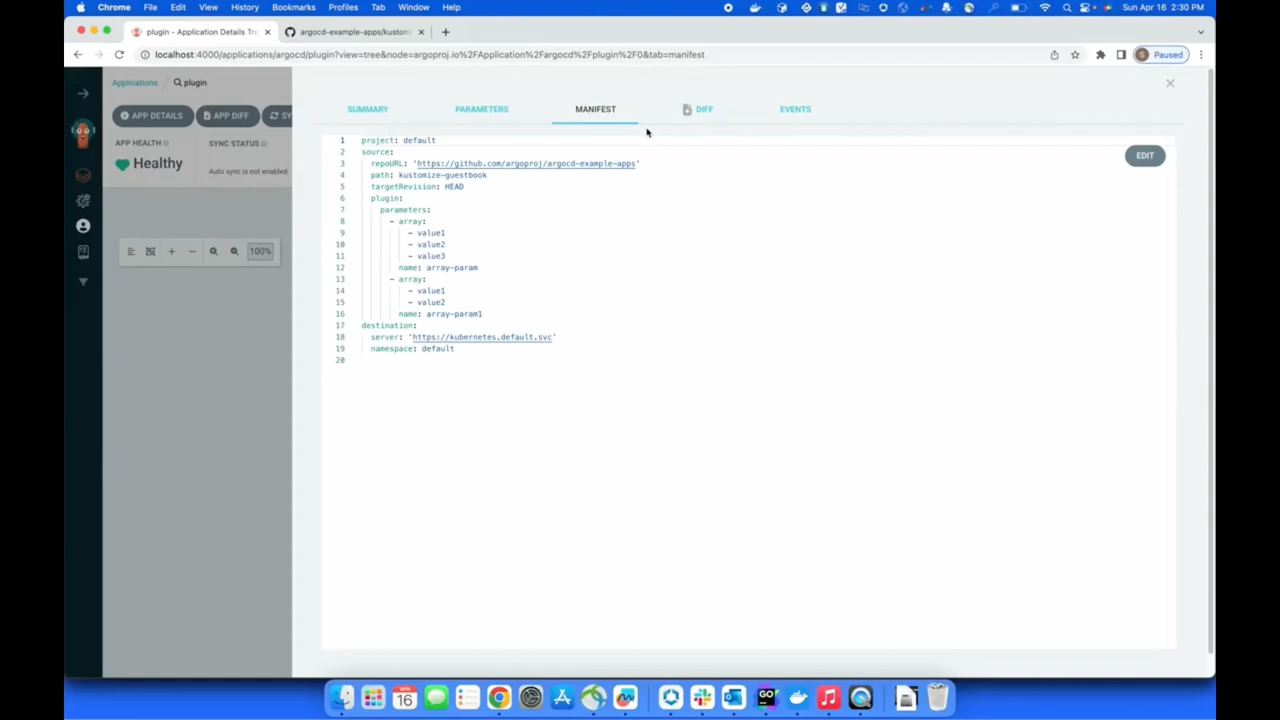 Chrome File Edit View History Bookmarks Profiles Tab Window Help Sun Apr 16 2:30 PM
plugin - Application Details Tre argocd-example-apps/kustom
localhost:4000/applications/argocd/plugin?view=tree&node=argoproj.io%2FApplication%2Fargocd%2Fplugin%2F0&tab=manifest S Paused
Applications / plugin
APP DETAILS APP DIFF SY
APP HEALTH SYNC STATUS
Healthy
Auto sync is not enabled
100%
SUMMARY PARAMETERS MANIFEST DIFF EVENTS
EDIT
1 project: default
2 source:
3 repoURL: 'https://github.com/argoproj/argocd-example-apps'
4 path: kustomize-guestbook
5 targetRevision: HEAD
6 plugin:
7 parameters:
8 - array:
9 - value1
10 - value2
11 - value3
12 name: array-param
13 - array:
14 - value1
15 - value2
16 name: array-param1
17 destination:
18 server: 'https://kubernetes.default.svc'
19 namespace: default
20
APR
16
GO